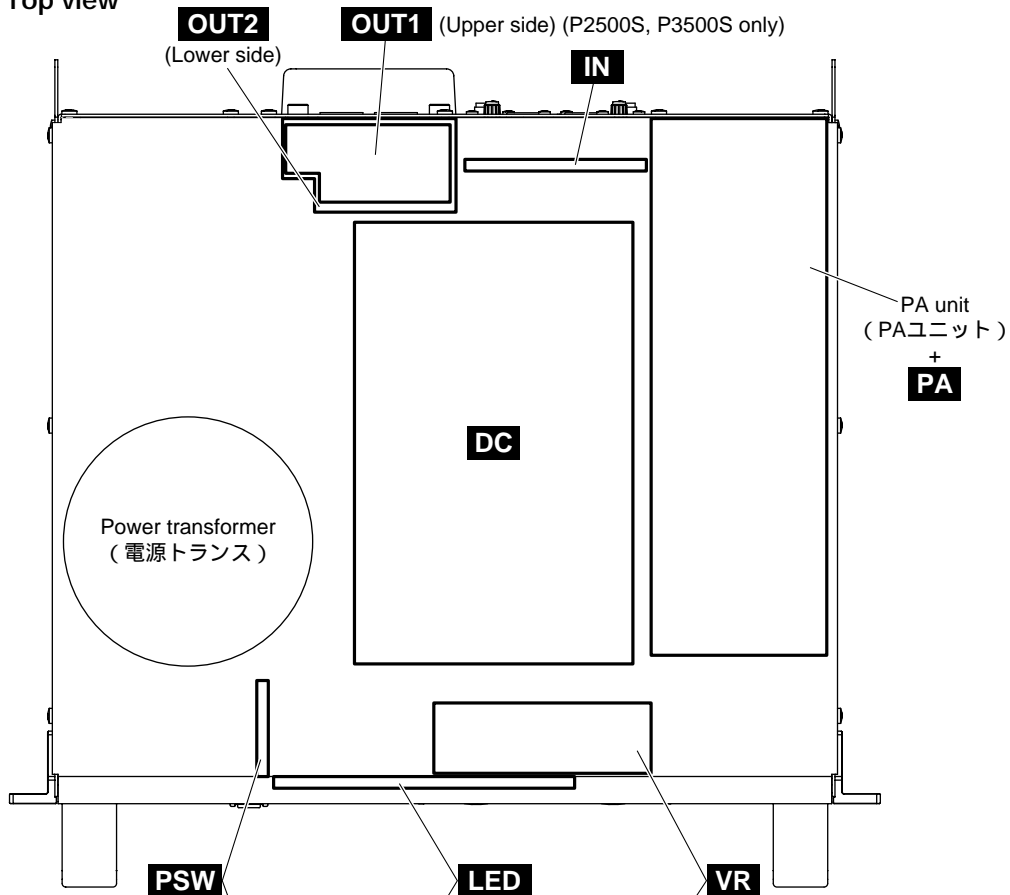 Top view
OUT2
(Lower side)
OUT1 (Upper side) (P2500S, P3500S only)
IN
PA unit
( PAユニット )
+
PA
DC
Power transformer
( 電源トランス )
PSW
LED
VR